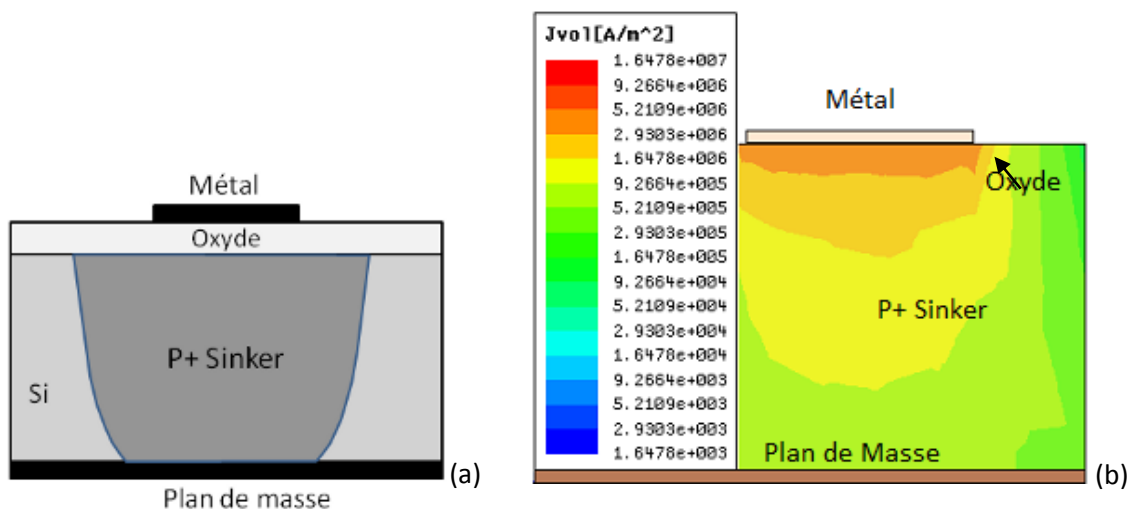 Métal
Oxyde
P+ Sinker
Si
Plan de masse
(a)
Jvol[A/m^2]
1.6478e+007
9.2664e+006
5.2109e+006
2.9303e+006
1.6478e+006
9.2664e+005
5.2109e+005
2.9303e+005
1.6478e+005
9.2664e+004
5.2109e+004
2.9303e+004
1.6478e+004
9.2664e+003
5.2109e+003
2.9303e+003
1.6478e+003
Métal
Oxyde
P+ Sinker
Plan de Masse
(b)